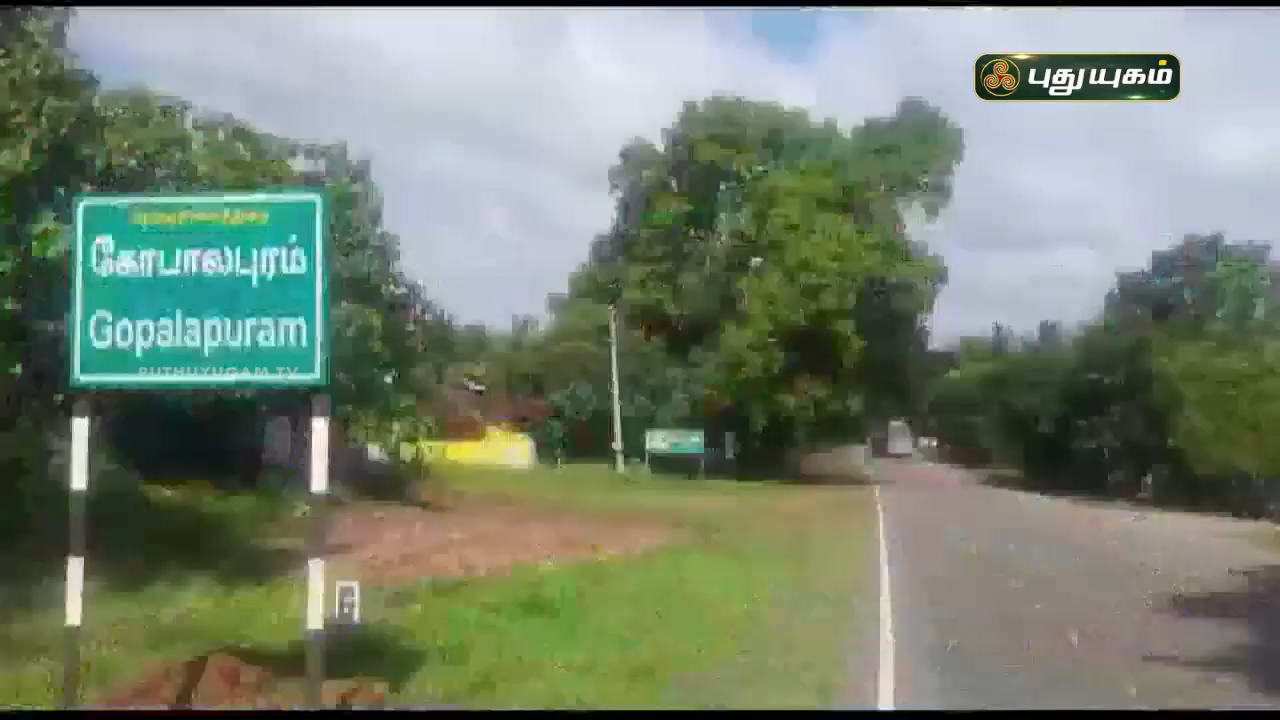 புதுயுகம்
நெடுஞ்சாலைத்துறை
கோபாலபுரம்
Gopalapuram
PUTHUYUGAM TV